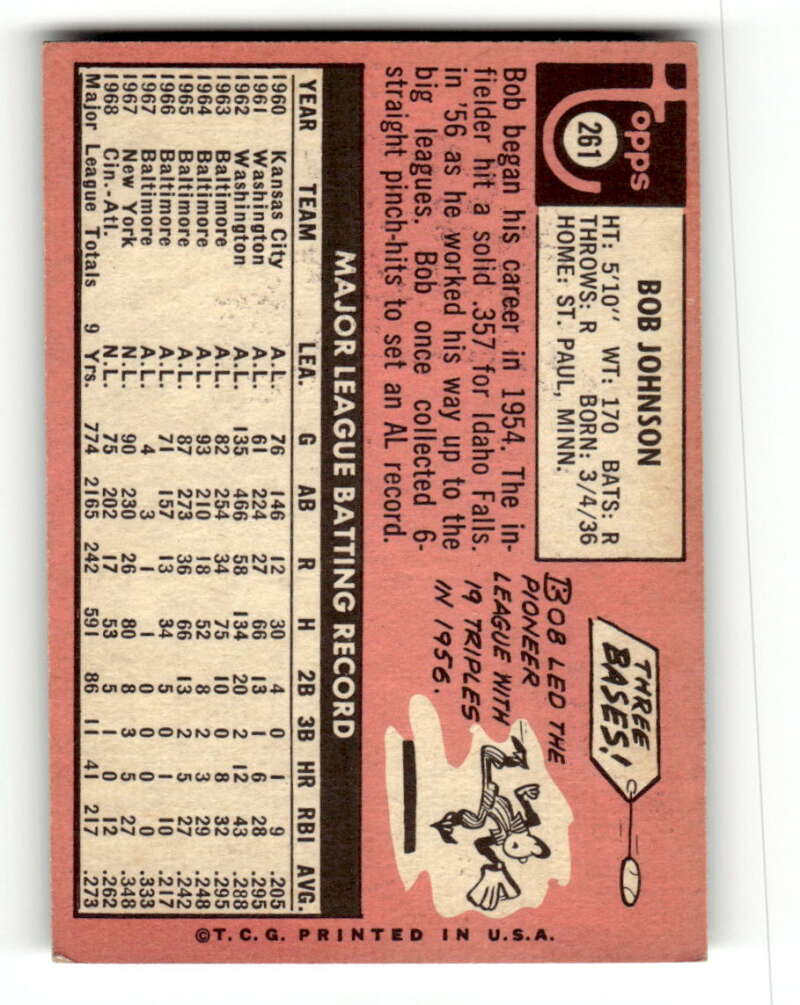 Topps
261
BOB JOHNSON
HT: 5'10" WT: 170 BATS: R
THROWS: R BORN: 3/4/36
HOME: ST. PAUL, MINN.
Bob began his career in 1954. The in-
fielder hit a solid .357 for Idaho Falls.
in '56 as he worked his way up to the
big leagues. Bob once collected 6-
straight pinch-hits to set an AL record.
THREE
BASES!
BOB LED THE
PIONEER
LEAGUE WITH
19 TRIPLES
IN 1956.
MAJOR LEAGUE BATTING RECORD
YEAR TEAM LEA. G AB R H 2B 3B HR RBI AVG.
1960 Kansas City A.L. 76 146 12 30 4 0 1 9 .205
1961 Washington A.L. 61 224 27 66 13 1 6 28 .295
1962 Washington A.L. 135 466 58 134 20 2 12 43 .288
1963 Baltimore A.L. 82 254 34 75 10 0 8 32 .295
1964 Baltimore A.L. 93 210 18 52 8 2 3 29 .248
1965 Baltimore A.L. 87 273 36 66 13 2 5 27 .242
1966 Baltimore A.L. 71 157 13 34 5 0 1 10 .217
1967 Baltimore A.L. 4 3 1 1 0 0 0 0 .333
1967 New York N.L. 90 230 26 80 8 3 5 27 .348
1968 Cin.-Atl. N.L. 75 202 17 53 5 1 0 12 .262
Major League Totals 9 Yrs. 774 2165 242 591 86 11 41 217 .273
©T.C.G. PRINTED IN U.S.A.